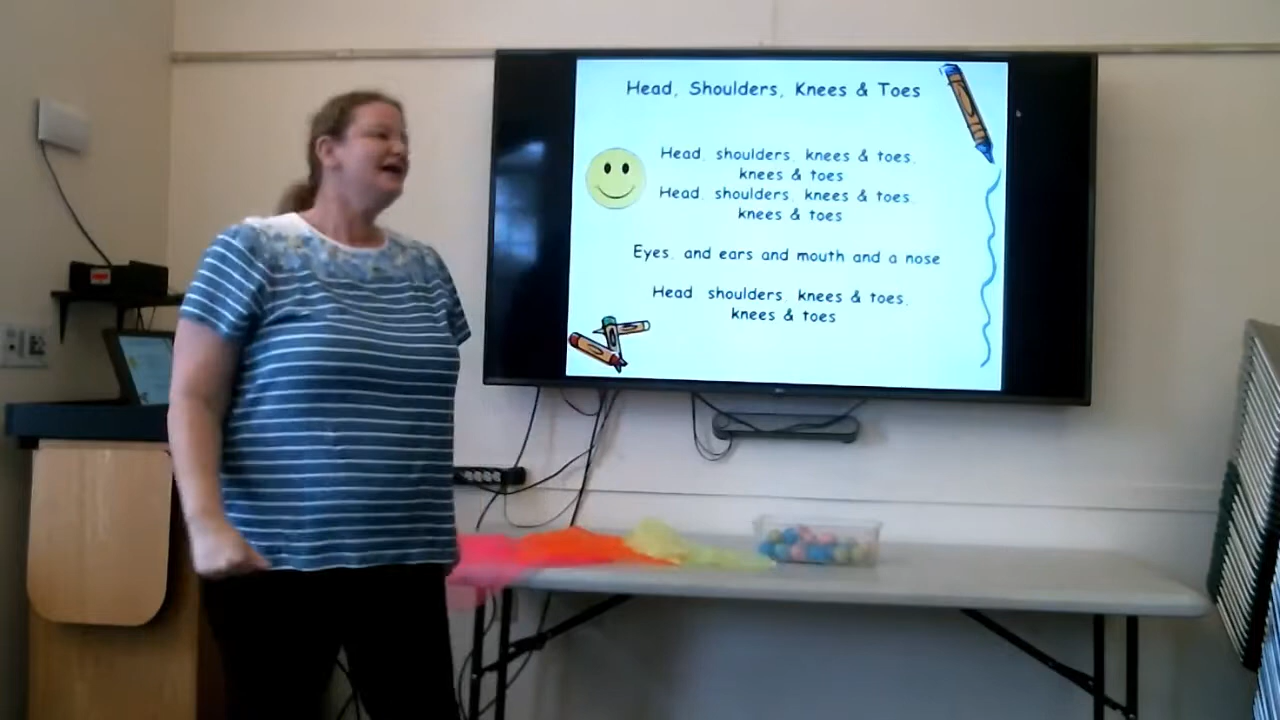 Head, Shoulders, Knees & Toes
Head, shoulders, knees & toes,
knees & toes
Head, shoulders, knees & toes,
knees & toes
Eyes, and ears and mouth and a nose
Head shoulders, knees & toes,
knees & toes